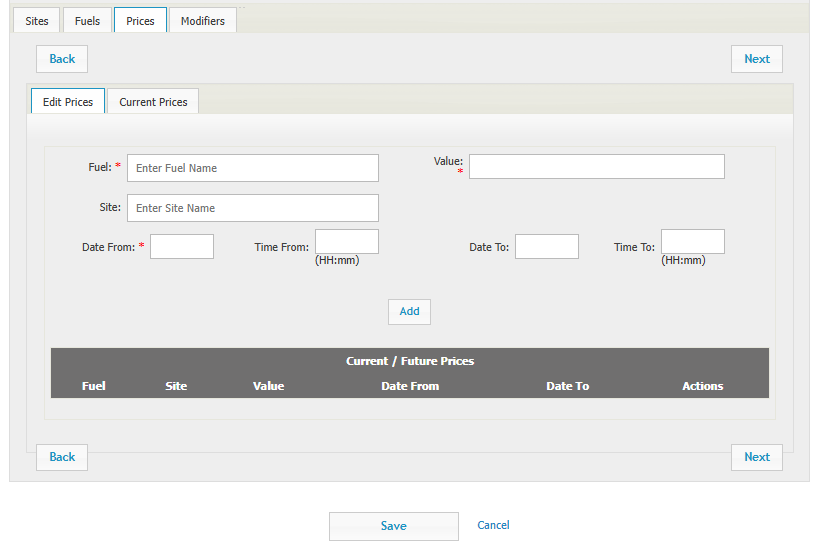 Sites Fuels Prices Modifiers
Back Next
Edit Prices Current Prices
Fuel: * Enter Fuel Name Value: *
Site: Enter Site Name
Date From: * Time From: (HH:mm) Date To: Time To: (HH:mm)
Add
Current / Future Prices
Fuel Site Value Date From Date To Actions
Back Next
Save Cancel